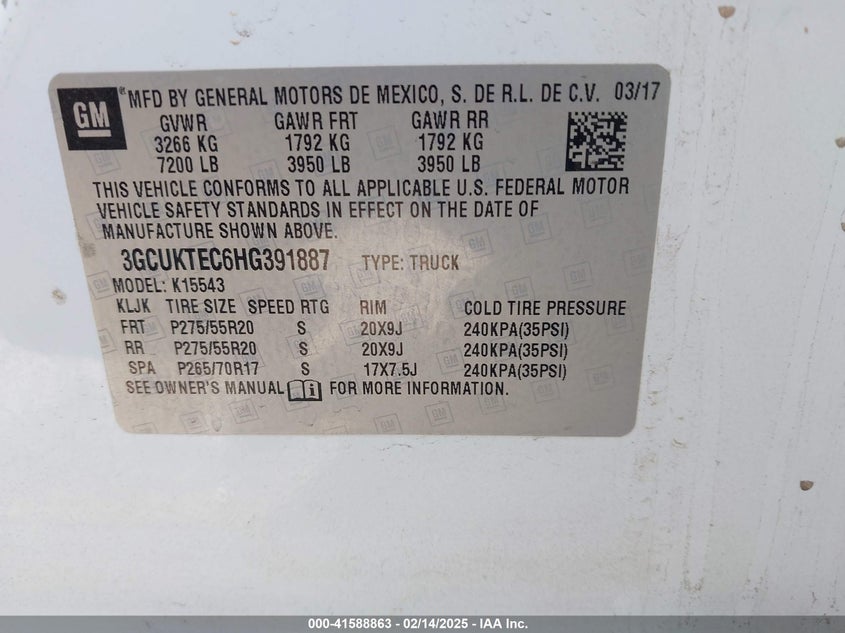 GM ® MFD BY GENERAL MOTORS DE MEXICO, S. DE R.L. DE C.V. 03/17
GVWR GAWR FRT GAWR RR
3266 KG 1792 KG 1792 KG
7200 LB 3950 LB 3950 LB
THIS VEHICLE CONFORMS TO ALL APPLICABLE U.S. FEDERAL MOTOR
VEHICLE SAFETY STANDARDS IN EFFECT ON THE DATE OF
MANUFACTURE SHOWN ABOVE.
3GCUKTEC6HG391887 TYPE: TRUCK
MODEL: K15543
KLJK TIRE SIZE SPEED RTG RIM COLD TIRE PRESSURE
FRT P275/55R20 S 20X9J 240KPA(35PSI)
RR P275/55R20 S 20X9J 240KPA(35PSI)
SPA P265/70R17 S 17X7.5J 240KPA(35PSI)
SEE OWNER'S MANUAL i FOR MORE INFORMATION.
000-41588863 - 02/14/2025 - IAA Inc.